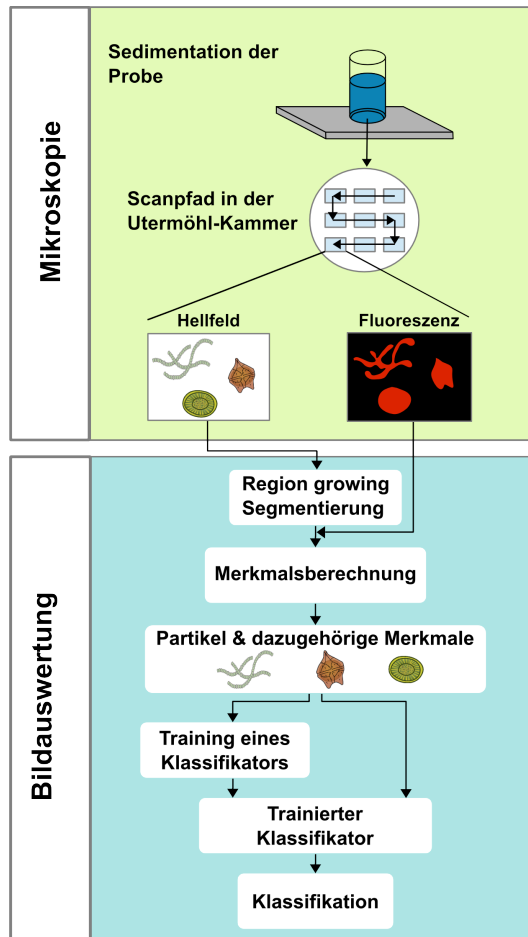 Mikroskopie
Sedimentation der
Probe
Scanpfad in der
Utermöhl-Kammer
Hellfeld
Fluoreszenz
Bildauswertung
Region growing
Segmentierung
Merkmalsberechnung
Partikel & dazugehörige Merkmale
Training eines
Klassifikators
Trainierter
Klassifikator
Klassifikation